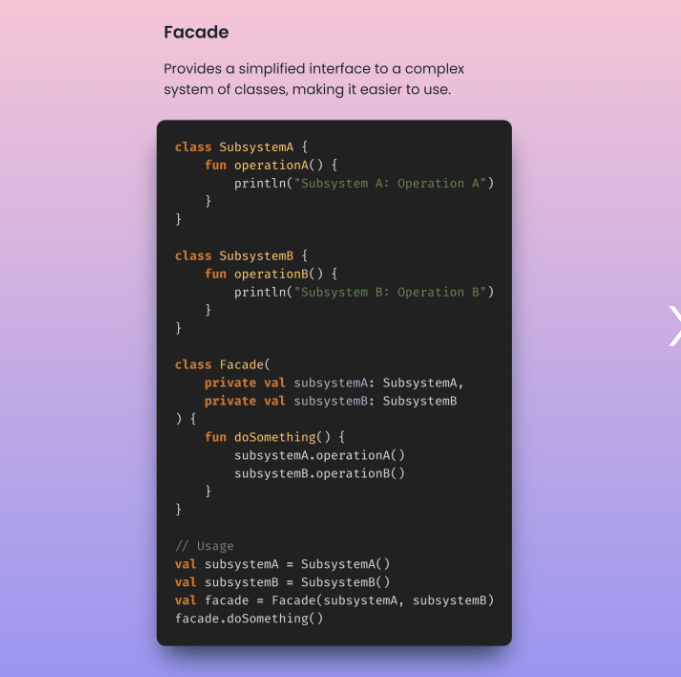 Facade
Provides a simplified interface to a complex
system of classes, making it easier to use.
class SubsystemA {
    fun operationA() {
        println("Subsystem A: Operation A")
    }
}
class SubsystemB {
    fun operationB() {
        println("Subsystem B: Operation B")
    }
}
class Facade(
    private val subsystemA: SubsystemA,
    private val subsystemB: SubsystemB
) {
    fun doSomething() {
        subsystemA.operationA()
        subsystemB.operationB()
    }
}
// Usage
val subsystemA = SubsystemA()
val subsystemB = SubsystemB()
val facade = Facade(subsystemA, subsystemB)
facade.doSomething()